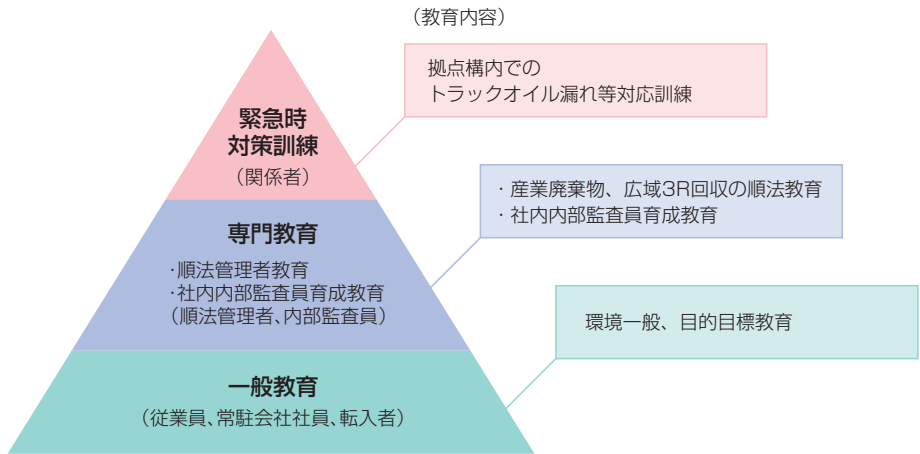 （教育内容）
拠点構内での
トラックオイル漏れ等対応訓練
緊急時
対策訓練
（関係者）
・産業廃棄物、広域3R回収の順法教育
・社内内部監査員育成教育
専門教育
・順法管理者教育
・社内内部監査員育成教育
（順法管理者、内部監査員）
環境一般、目的目標教育
一般教育
（従業員、常駐会社社員、転入者）